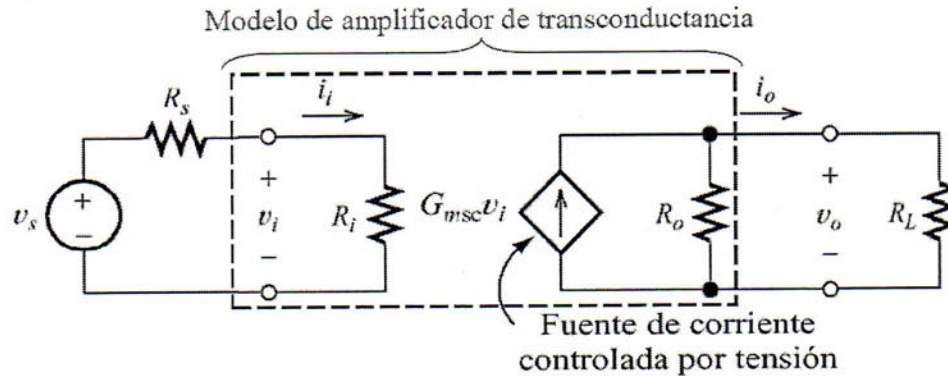 Modelo de amplificador de transconductancia
R_s
i_i
i_o
+
v_s
−
+
v_i
−
R_i
G_msc v_i
R_o
+
v_o
−
R_L
Fuente de corriente
controlada por tensión